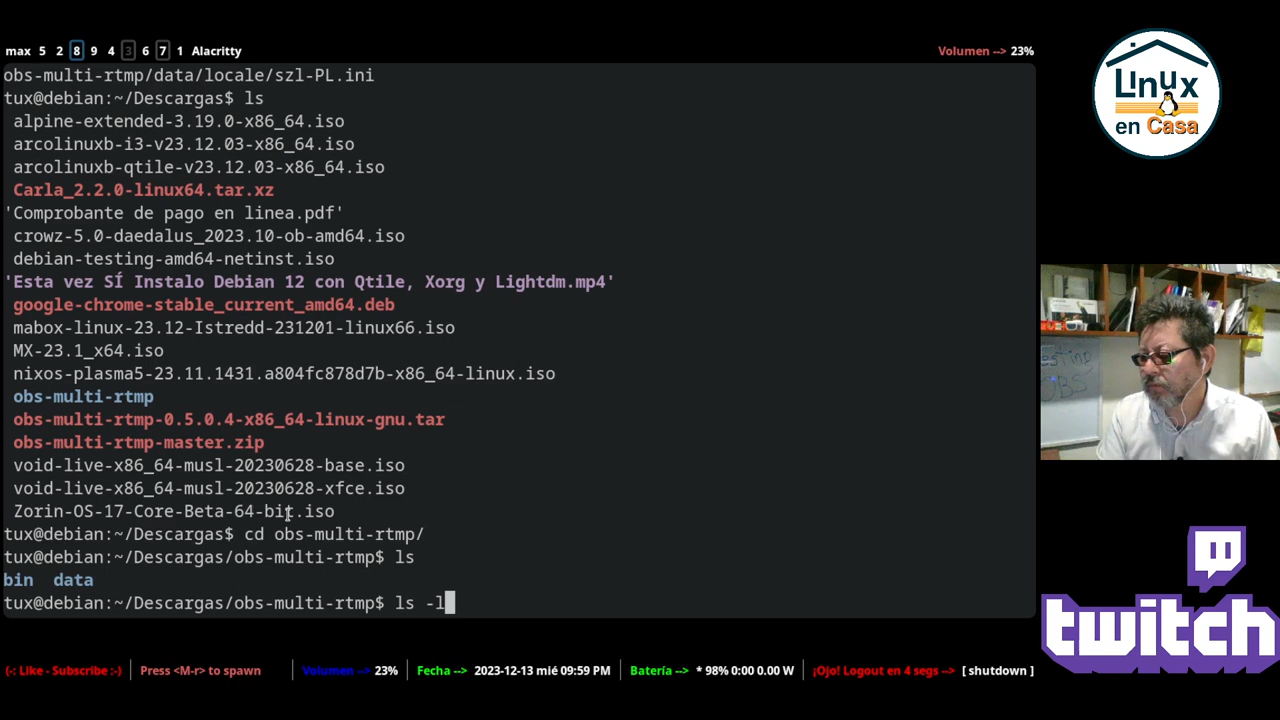 max 5 2 8 9 4 3 6 7 1 Alacritty
Volumen --> 23%
obs-multi-rtmp/data/locale/szl-PL.ini
tux@debian:~/Descargas$ ls
alpine-extended-3.19.0-x86_64.iso
arcolinuxb-i3-v23.12.03-x86_64.iso
arcolinuxb-qtile-v23.12.03-x86_64.iso
Carla_2.2.0-linux64.tar.xz
'Comprobante de pago en linea.pdf'
crowz-5.0-daedalus_2023.10-ob-amd64.iso
debian-testing-amd64-netinst.iso
'Esta vez SÍ Instalo Debian 12 con Qtile, Xorg y Lightdm.mp4'
google-chrome-stable_current_amd64.deb
mabox-linux-23.12-Istredd-231201-linux66.iso
MX-23.1_x64.iso
nixos-plasma5-23.11.1431.a804fc878d7b-x86_64-linux.iso
obs-multi-rtmp
obs-multi-rtmp-0.5.0.4-x86_64-linux-gnu.tar
obs-multi-rtmp-master.zip
void-live-x86_64-musl-20230628-base.iso
void-live-x86_64-musl-20230628-xfce.iso
Zorin-OS-17-Core-Beta-64-bit.iso
tux@debian:~/Descargas$ cd obs-multi-rtmp/
tux@debian:~/Descargas/obs-multi-rtmp$ ls
bin data
tux@debian:~/Descargas/obs-multi-rtmp$ ls -l
(-: Like - Subscribe :-) Press <M-r> to spawn Volumen --> 23% Fecha --> 2023-12-13 mié 09:59 PM Batería --> * 98% 0:00 0.00 W ¡Ojo! Logout en 4 segs --> [ shutdown ]
Linux
en Casa
OBS
twitch